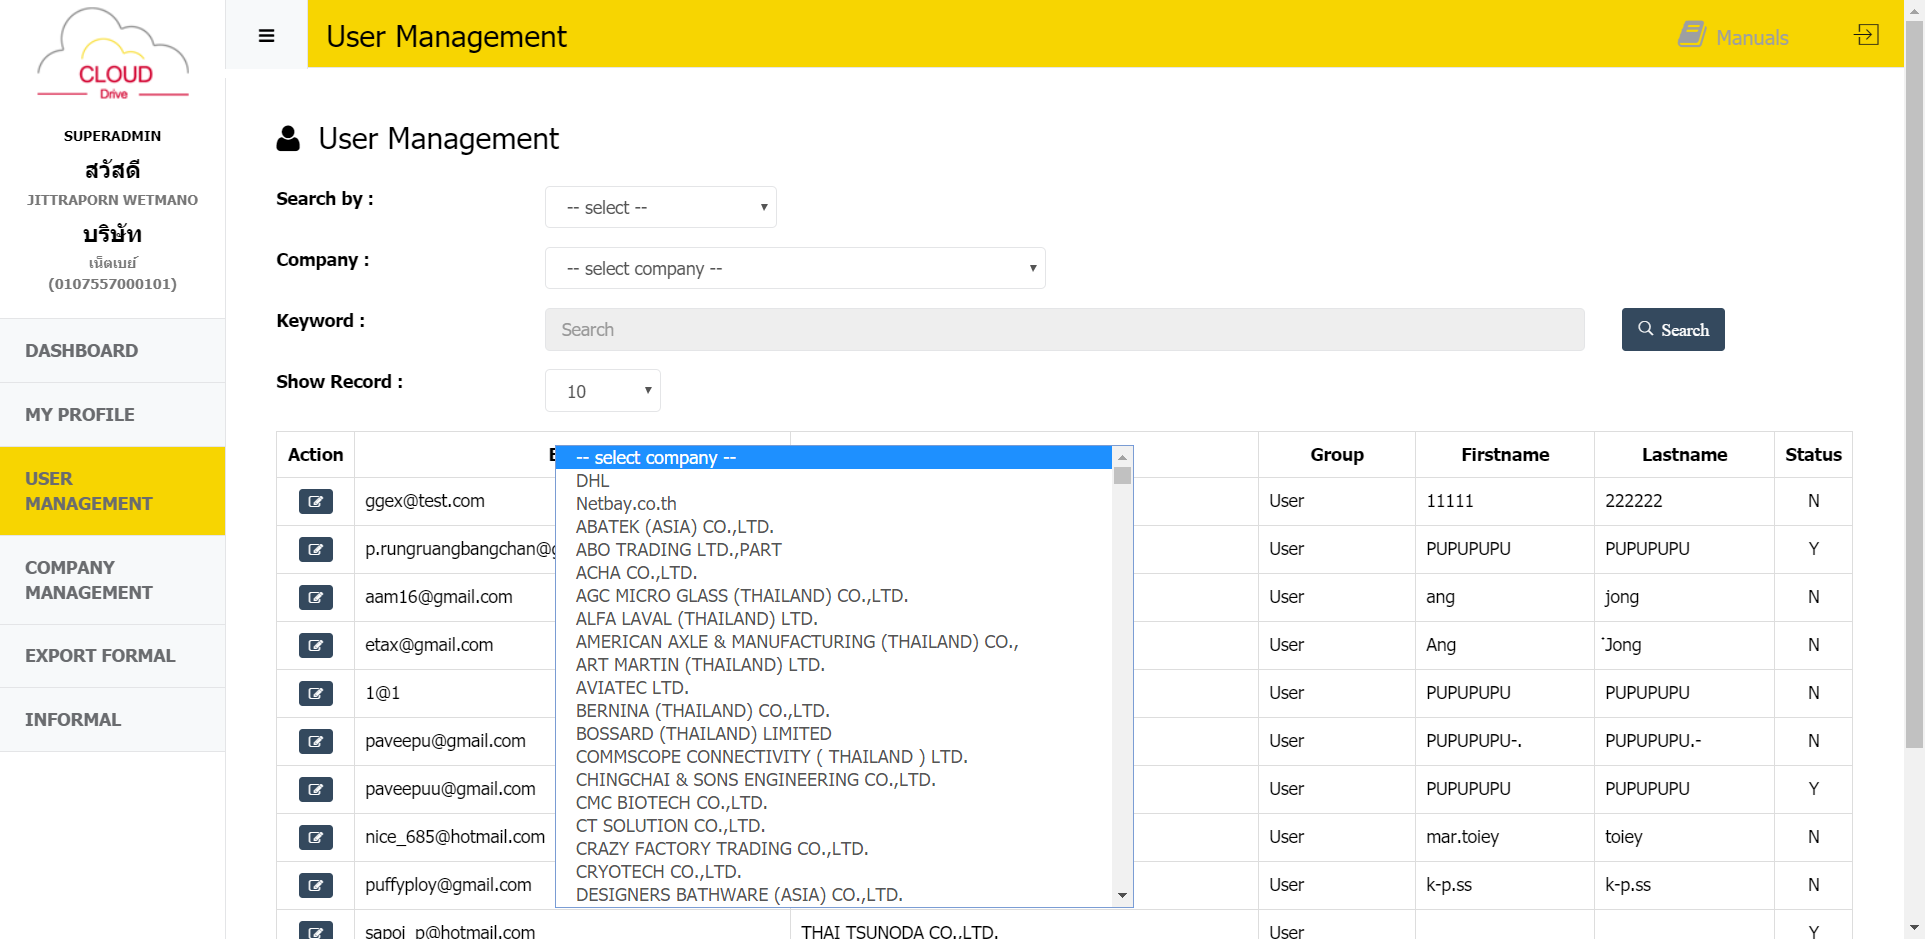 CLOUD
Drive
SUPERADMIN
สวัสดี
JITTRAPORN WETMANO
บริษัท
เน็ตเบย์
(0107557000101)
DASHBOARD
MY PROFILE
USER
MANAGEMENT
COMPANY
MANAGEMENT
EXPORT FORMAL
INFORMAL
User Management
Manuals
User Management
Search by :
-- select --
Company :
-- select company --
Keyword :
Search
Search
Show Record :
10
Action Group Firstname Lastname Status
ggex@test.com User 11111 222222 N
p.rungruangbangchan@ User PUPUPUPU PUPUPUPU Y
aam16@gmail.com User ang jong N
etax@gmail.com User Ang ่Jong N
1@1 User PUPUPUPU PUPUPUPU N
paveepu@gmail.com User PUPUPUPU-. PUPUPUPU.- N
paveepuu@gmail.com User PUPUPUPU PUPUPUPU Y
nice_685@hotmail.com User mar.toiey toiey N
puffyploy@gmail.com User k-p.ss k-p.ss N
sapoj_p@hotmail.com THAI TSUNODA CO.,LTD. User Y
-- select company --
DHL
Netbay.co.th
ABATEK (ASIA) CO.,LTD.
ABO TRADING LTD.,PART
ACHA CO.,LTD.
AGC MICRO GLASS (THAILAND) CO.,LTD.
ALFA LAVAL (THAILAND) LTD.
AMERICAN AXLE & MANUFACTURING (THAILAND) CO.,
ART MARTIN (THAILAND) LTD.
AVIATEC LTD.
BERNINA (THAILAND) CO.,LTD.
BOSSARD (THAILAND) LIMITED
COMMSCOPE CONNECTIVITY ( THAILAND ) LTD.
CHINGCHAI & SONS ENGINEERING CO.,LTD.
CMC BIOTECH CO.,LTD.
CT SOLUTION CO.,LTD.
CRAZY FACTORY TRADING CO.,LTD.
CRYOTECH CO.,LTD.
DESIGNERS BATHWARE (ASIA) CO.,LTD.